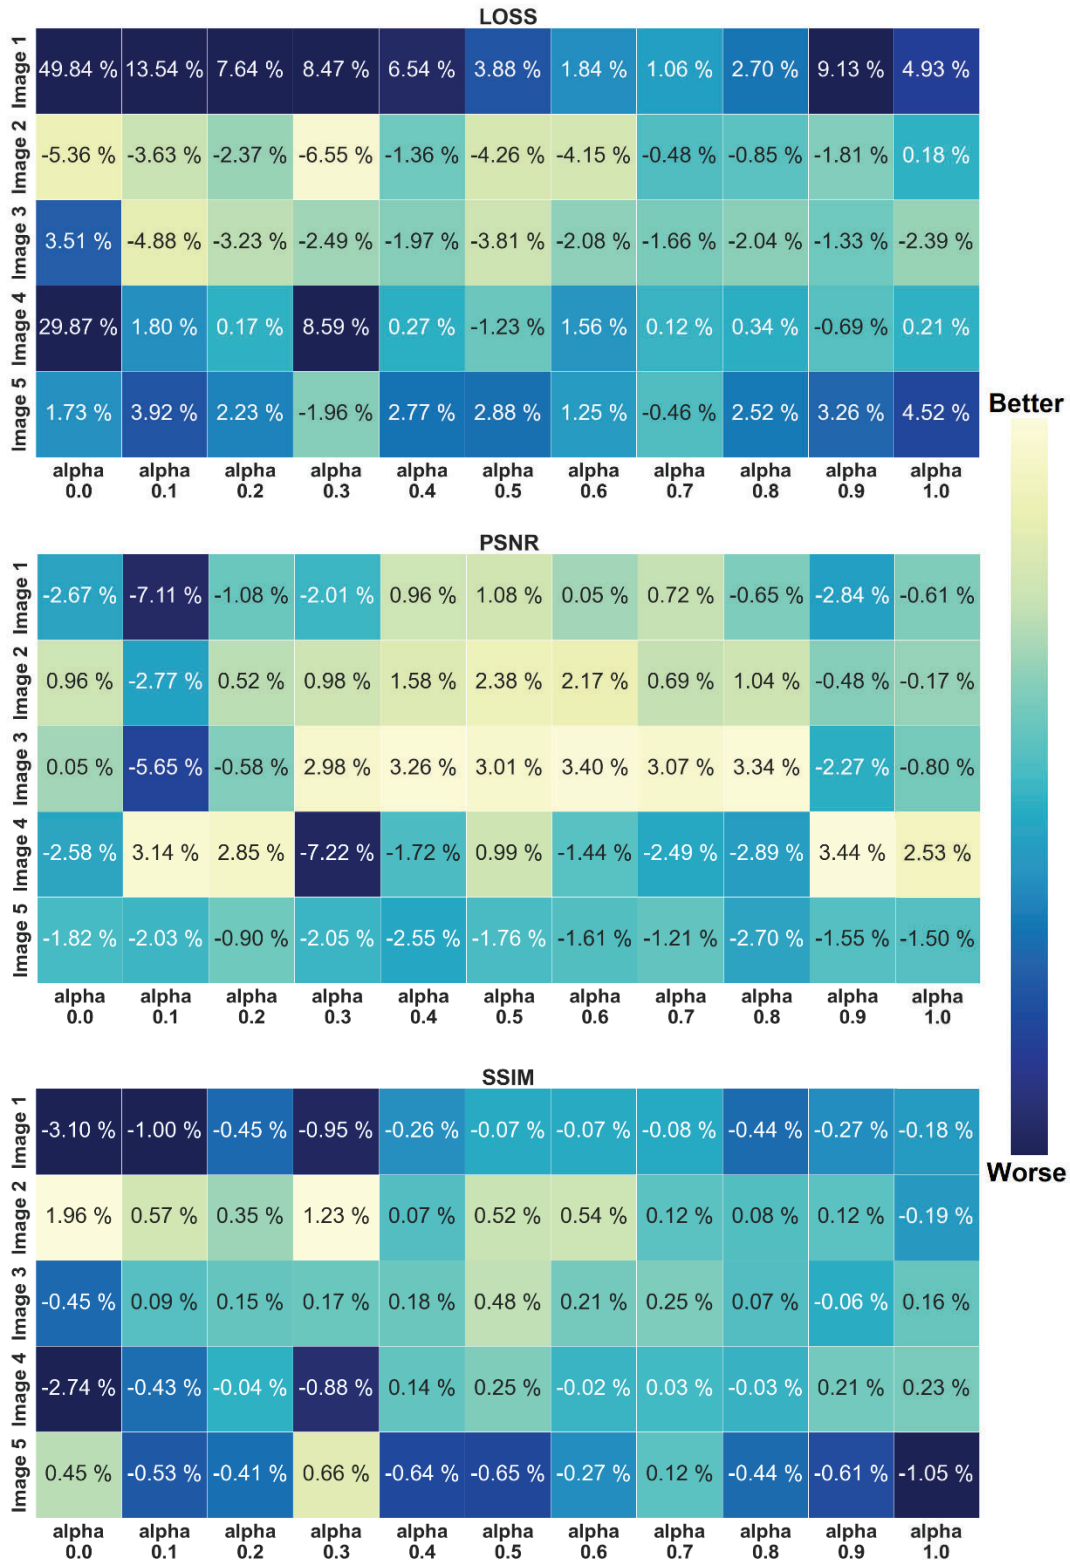 LOSS
Image 1 49.84 % 13.54 % 7.64 % 8.47 % 6.54 % 3.88 % 1.84 % 1.06 % 2.70 % 9.13 % 4.93 %
Image 2 -5.36 % -3.63 % -2.37 % -6.55 % -1.36 % -4.26 % -4.15 % -0.48 % -0.85 % -1.81 % 0.18 %
Image 3 3.51 % -4.88 % -3.23 % -2.49 % -1.97 % -3.81 % -2.08 % -1.66 % -2.04 % -1.33 % -2.39 %
Image 4 29.87 % 1.80 % 0.17 % 8.59 % 0.27 % -1.23 % 1.56 % 0.12 % 0.34 % -0.69 % 0.21 %
Image 5 1.73 % 3.92 % 2.23 % -1.96 % 2.77 % 2.88 % 1.25 % -0.46 % 2.52 % 3.26 % 4.52 %
alpha alpha alpha alpha alpha alpha alpha alpha alpha alpha alpha
0.0 0.1 0.2 0.3 0.4 0.5 0.6 0.7 0.8 0.9 1.0
Better
PSNR
Image 1 -2.67 % -7.11 % -1.08 % -2.01 % 0.96 % 1.08 % 0.05 % 0.72 % -0.65 % -2.84 % -0.61 %
Image 2 0.96 % -2.77 % 0.52 % 0.98 % 1.58 % 2.38 % 2.17 % 0.69 % 1.04 % -0.48 % -0.17 %
Image 3 0.05 % -5.65 % -0.58 % 2.98 % 3.26 % 3.01 % 3.40 % 3.07 % 3.34 % -2.27 % -0.80 %
Image 4 -2.58 % 3.14 % 2.85 % -7.22 % -1.72 % 0.99 % -1.44 % -2.49 % -2.89 % 3.44 % 2.53 %
Image 5 -1.82 % -2.03 % -0.90 % -2.05 % -2.55 % -1.76 % -1.61 % -1.21 % -2.70 % -1.55 % -1.50 %
alpha alpha alpha alpha alpha alpha alpha alpha alpha alpha alpha
0.0 0.1 0.2 0.3 0.4 0.5 0.6 0.7 0.8 0.9 1.0
SSIM
Image 1 -3.10 % -1.00 % -0.45 % -0.95 % -0.26 % -0.07 % -0.07 % -0.08 % -0.44 % -0.27 % -0.18 %
Worse
Image 2 1.96 % 0.57 % 0.35 % 1.23 % 0.07 % 0.52 % 0.54 % 0.12 % 0.08 % 0.12 % -0.19 %
Image 3 -0.45 % 0.09 % 0.15 % 0.17 % 0.18 % 0.48 % 0.21 % 0.25 % 0.07 % -0.06 % 0.16 %
Image 4 -2.74 % -0.43 % -0.04 % -0.88 % 0.14 % 0.25 % -0.02 % 0.03 % -0.03 % 0.21 % 0.23 %
Image 5 0.45 % -0.53 % -0.41 % 0.66 % -0.64 % -0.65 % -0.27 % 0.12 % -0.44 % -0.61 % -1.05 %
alpha alpha alpha alpha alpha alpha alpha alpha alpha alpha alpha
0.0 0.1 0.2 0.3 0.4 0.5 0.6 0.7 0.8 0.9 1.0